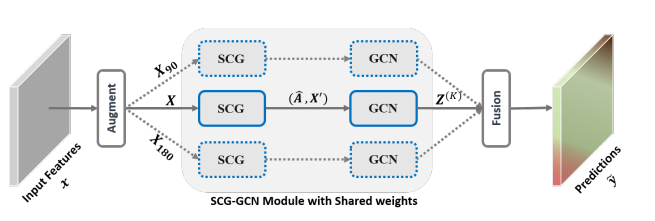 Input Features
x
Augment
X₉₀
X
X₁₈₀
SCG
GCN
SCG
(Â, X′)
GCN
Z⁽ᴷ⁾
SCG
GCN
Fusion
Predictions
ỹ
SCG-GCN Module with Shared weights